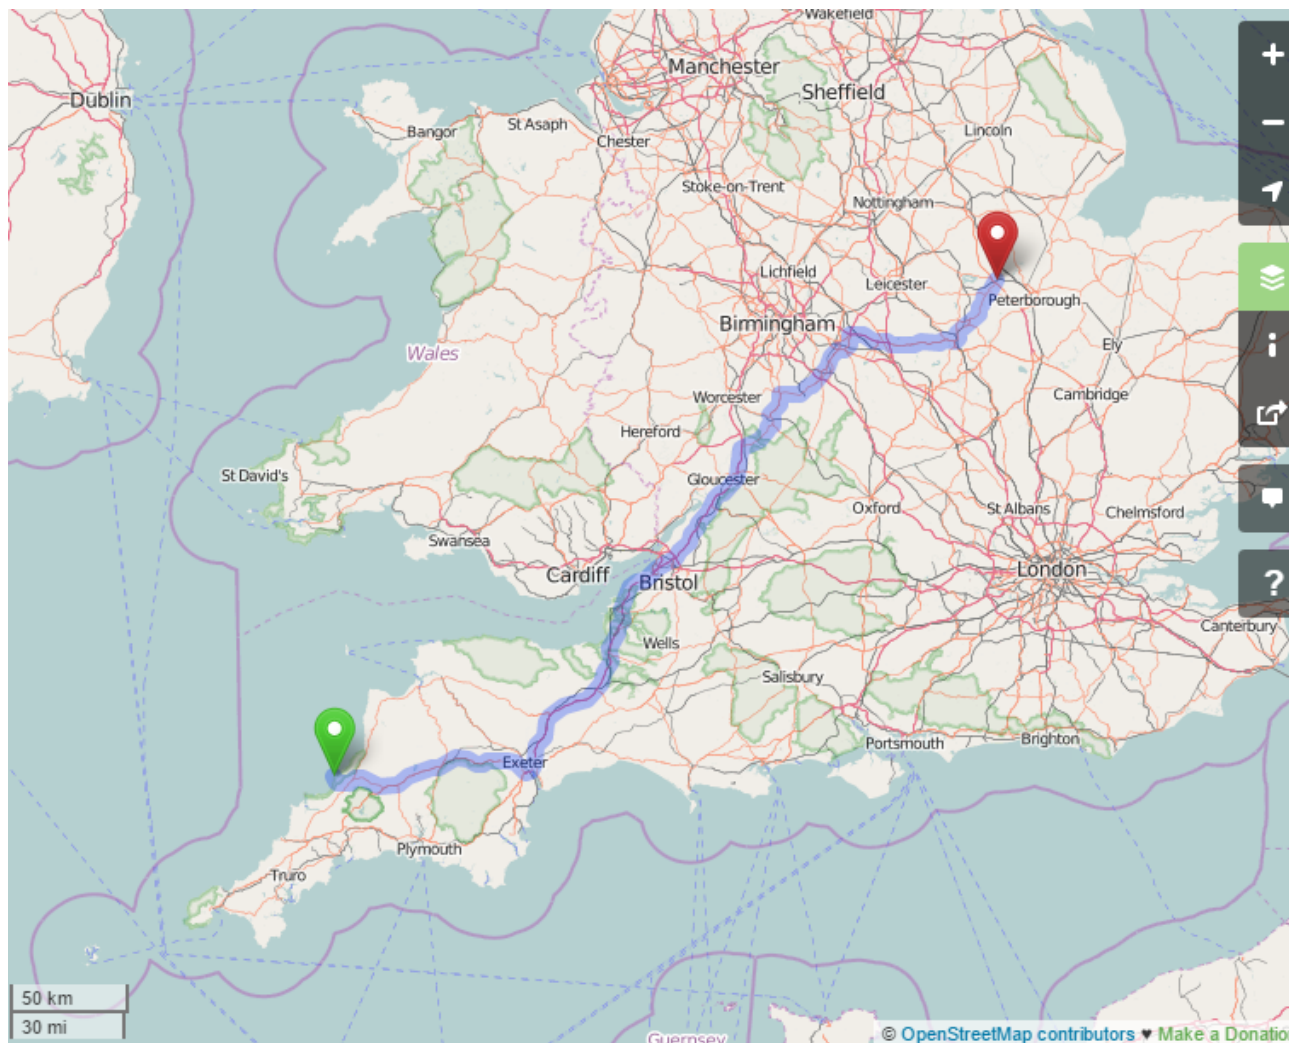 Wakefield
Manchester
Dublin
Sheffield
St Asaph
Bangor
Lincoln
Chester
Stoke-on-Trent
Nottingham
Lichfield
Leicester
Peterborough
Birmingham
Wales
Ely
Worcester
Cambridge
Hereford
St David's
Gloucester
Oxford
St Albans
Chelmsford
Swansea
Cardiff
London
Bristol
Canterbury
Wells
Salisbury
Brighton
Portsmouth
Exeter
Plymouth
Truro
50 km
30 mi
Guernsey
© OpenStreetMap contributors ♥ Make a Donatio